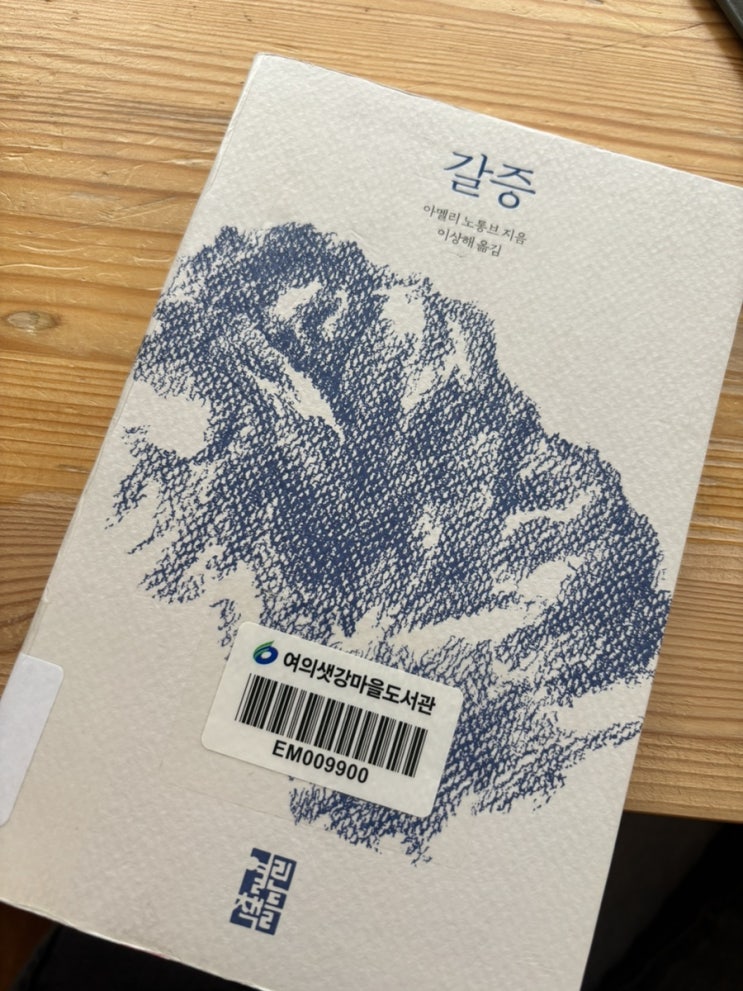 갈증
아멜리 노통브 지음
이상해 옮김
여의샛강마을도서관
EM009900
열린
책들